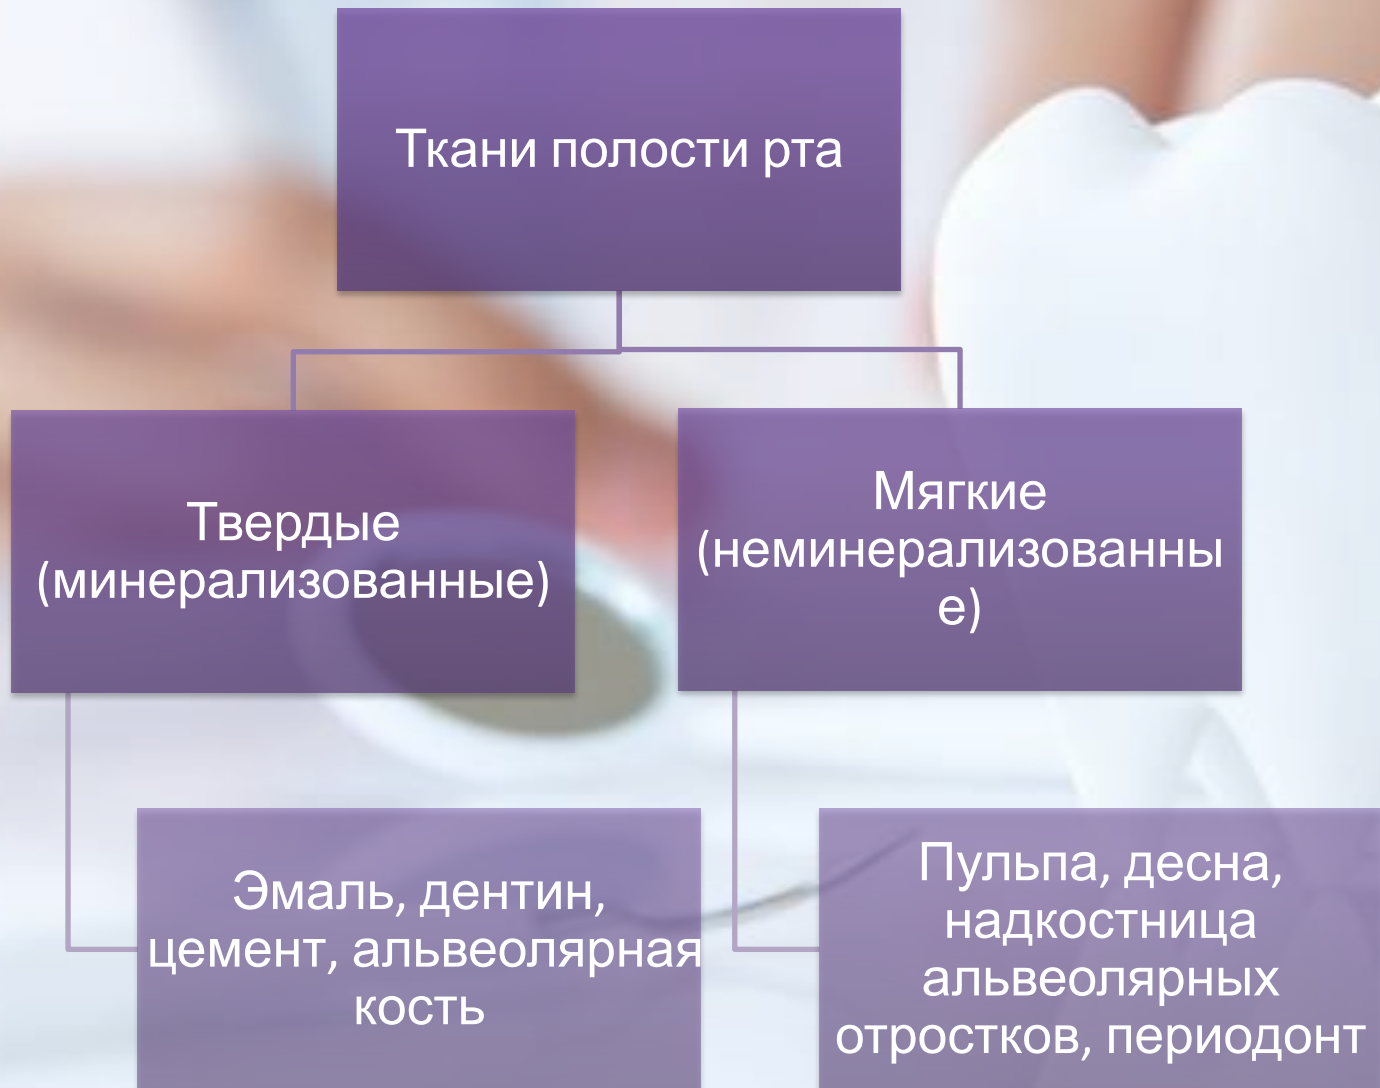 Ткани полости рта
Твердые
(минерализованные)
Мягкие
(неминерализованны
е)
Эмаль, дентин,
цемент, альвеолярная
кость
Пульпа, десна,
надкостница
альвеолярных
отростков, периодонт